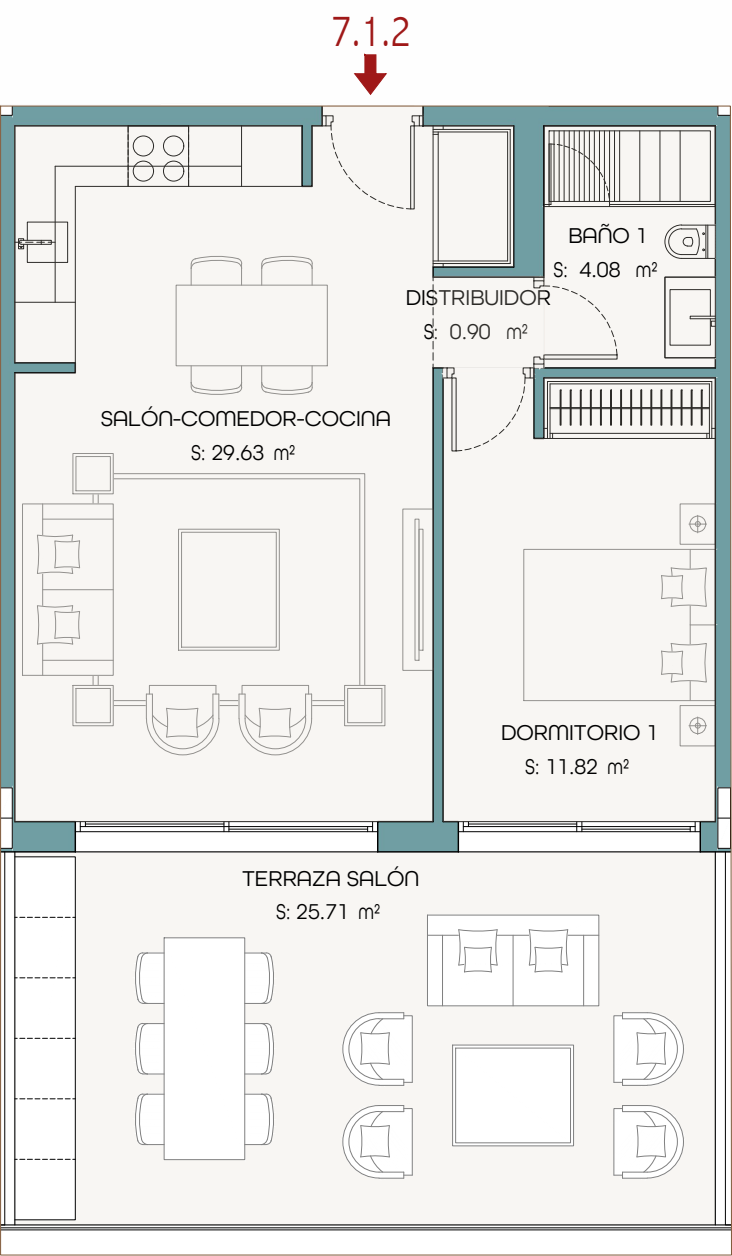 7.1.2
BAÑO 1
S: 4.08 m²
DISTRIBUIDOR
S: 0.90 m²
SALÓN-COMEDOR-COCINA
S: 29.63 m²
DORMITORIO 1
S: 11.82 m²
TERRAZA SALÓN
S: 25.71 m²